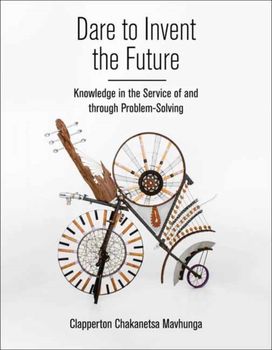 Dare to Invent
the Future
Knowledge in the Service of and
through Problem-Solving
Clapperton Chakanetsa Mavhunga